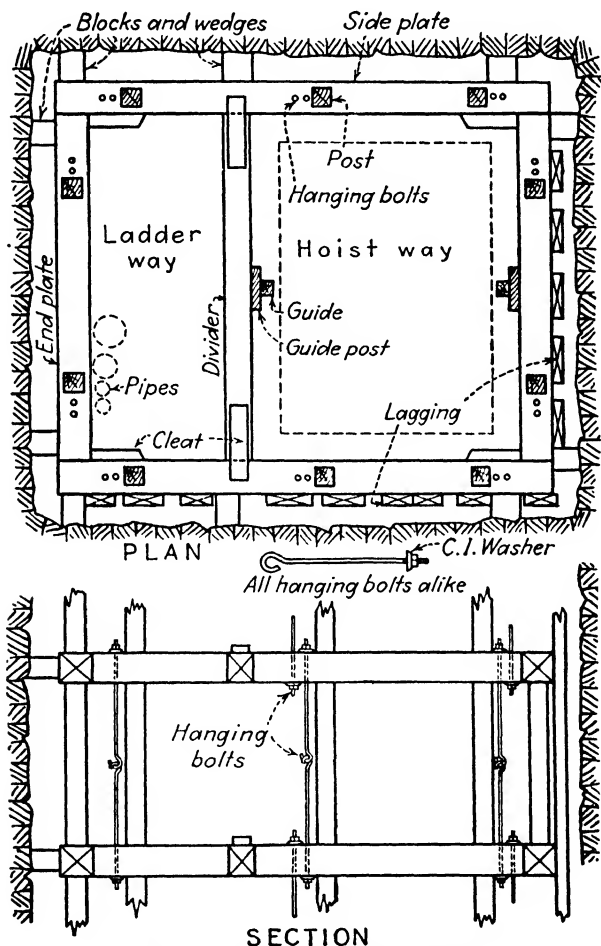 Blocks and wedges
Side plate
Post
Hanging bolts
Ladder
way
Hoist way
End plate
Divider
Guide
Guide post
Pipes
Lagging
Cleat
PLAN
C.I. Washer
All hanging bolts alike
Hanging
bolts
SECTION